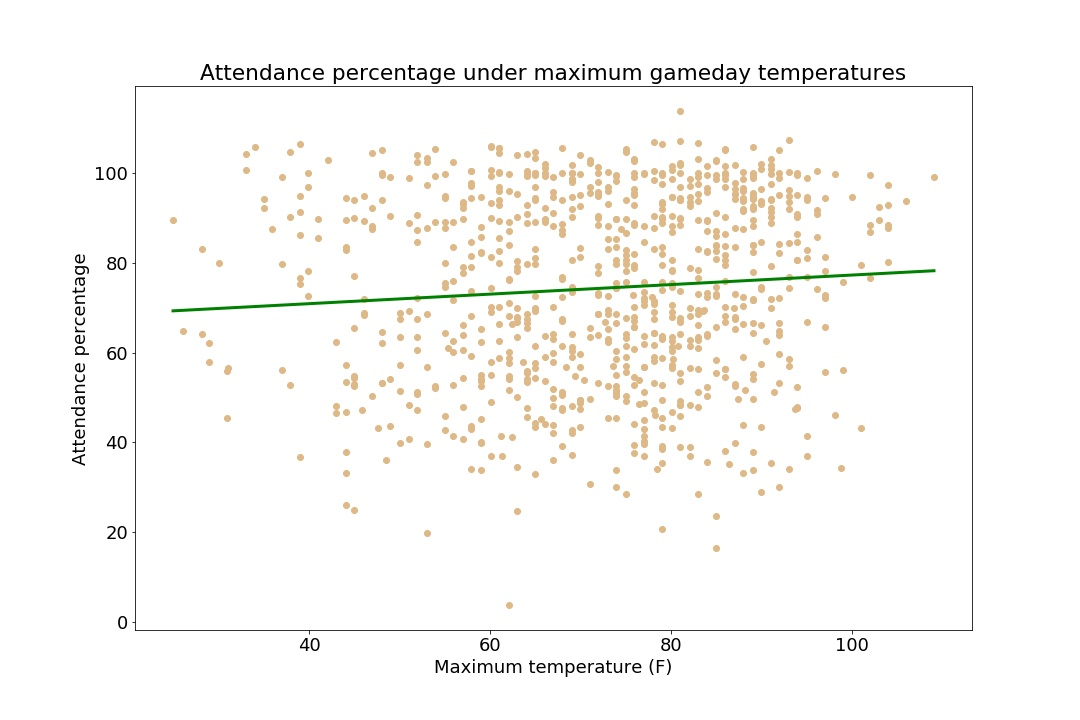 Attendance percentage under maximum gameday temperatures
100
80
60
40
20
0
Attendance percentage
40 60 80 100
Maximum temperature (F)